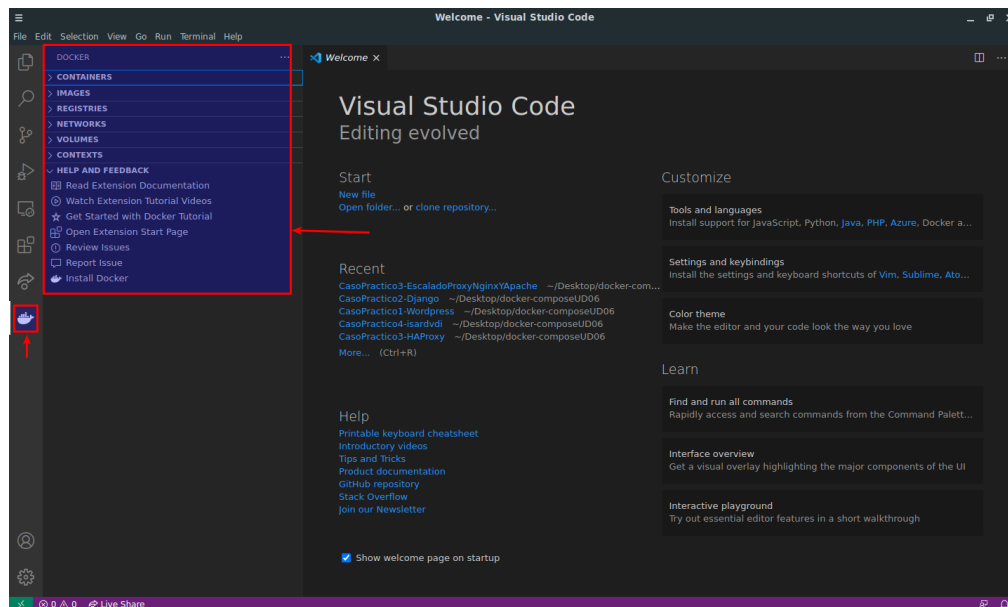 Welcome - Visual Studio Code
File Edit Selection View Go Run Terminal Help
DOCKER
CONTAINERS
IMAGES
REGISTRIES
NETWORKS
VOLUMES
CONTEXTS
HELP AND FEEDBACK
Read Extension Documentation
Watch Extension Tutorial Videos
Get Started with Docker Tutorial
Open Extension Start Page
Review Issues
Report Issue
Install Docker
Welcome
Visual Studio Code
Editing evolved
Start
New file
Open folder... or clone repository...
Recent
CasoPractico3-EscaladoProxyNginxYApache ~/Desktop/docker-com...
CasoPractico2-Django ~/Desktop/docker-composeUD06
CasoPractico1-Wordpress ~/Desktop/docker-composeUD06
CasoPractico4-isardvdi ~/Desktop/docker-composeUD06
CasoPractico3-HAProxy ~/Desktop/docker-composeUD06
More... (Ctrl+R)
Help
Printable keyboard cheatsheet
Introductory videos
Tips and Tricks
Product documentation
GitHub repository
Stack Overflow
Join our Newsletter
Show welcome page on startup
Customize
Tools and languages
Install support for JavaScript, Python, Java, PHP, Azure, Docker a...
Settings and keybindings
Install the settings and keyboard shortcuts of Vim, Sublime, Ato...
Color theme
Make the editor and your code look the way you love
Learn
Find and run all commands
Rapidly access and search commands from the Command Palett...
Interface overview
Get a visual overlay highlighting the major components of the UI
Interactive playground
Try out essential editor features in a short walkthrough
0 0 Live Share